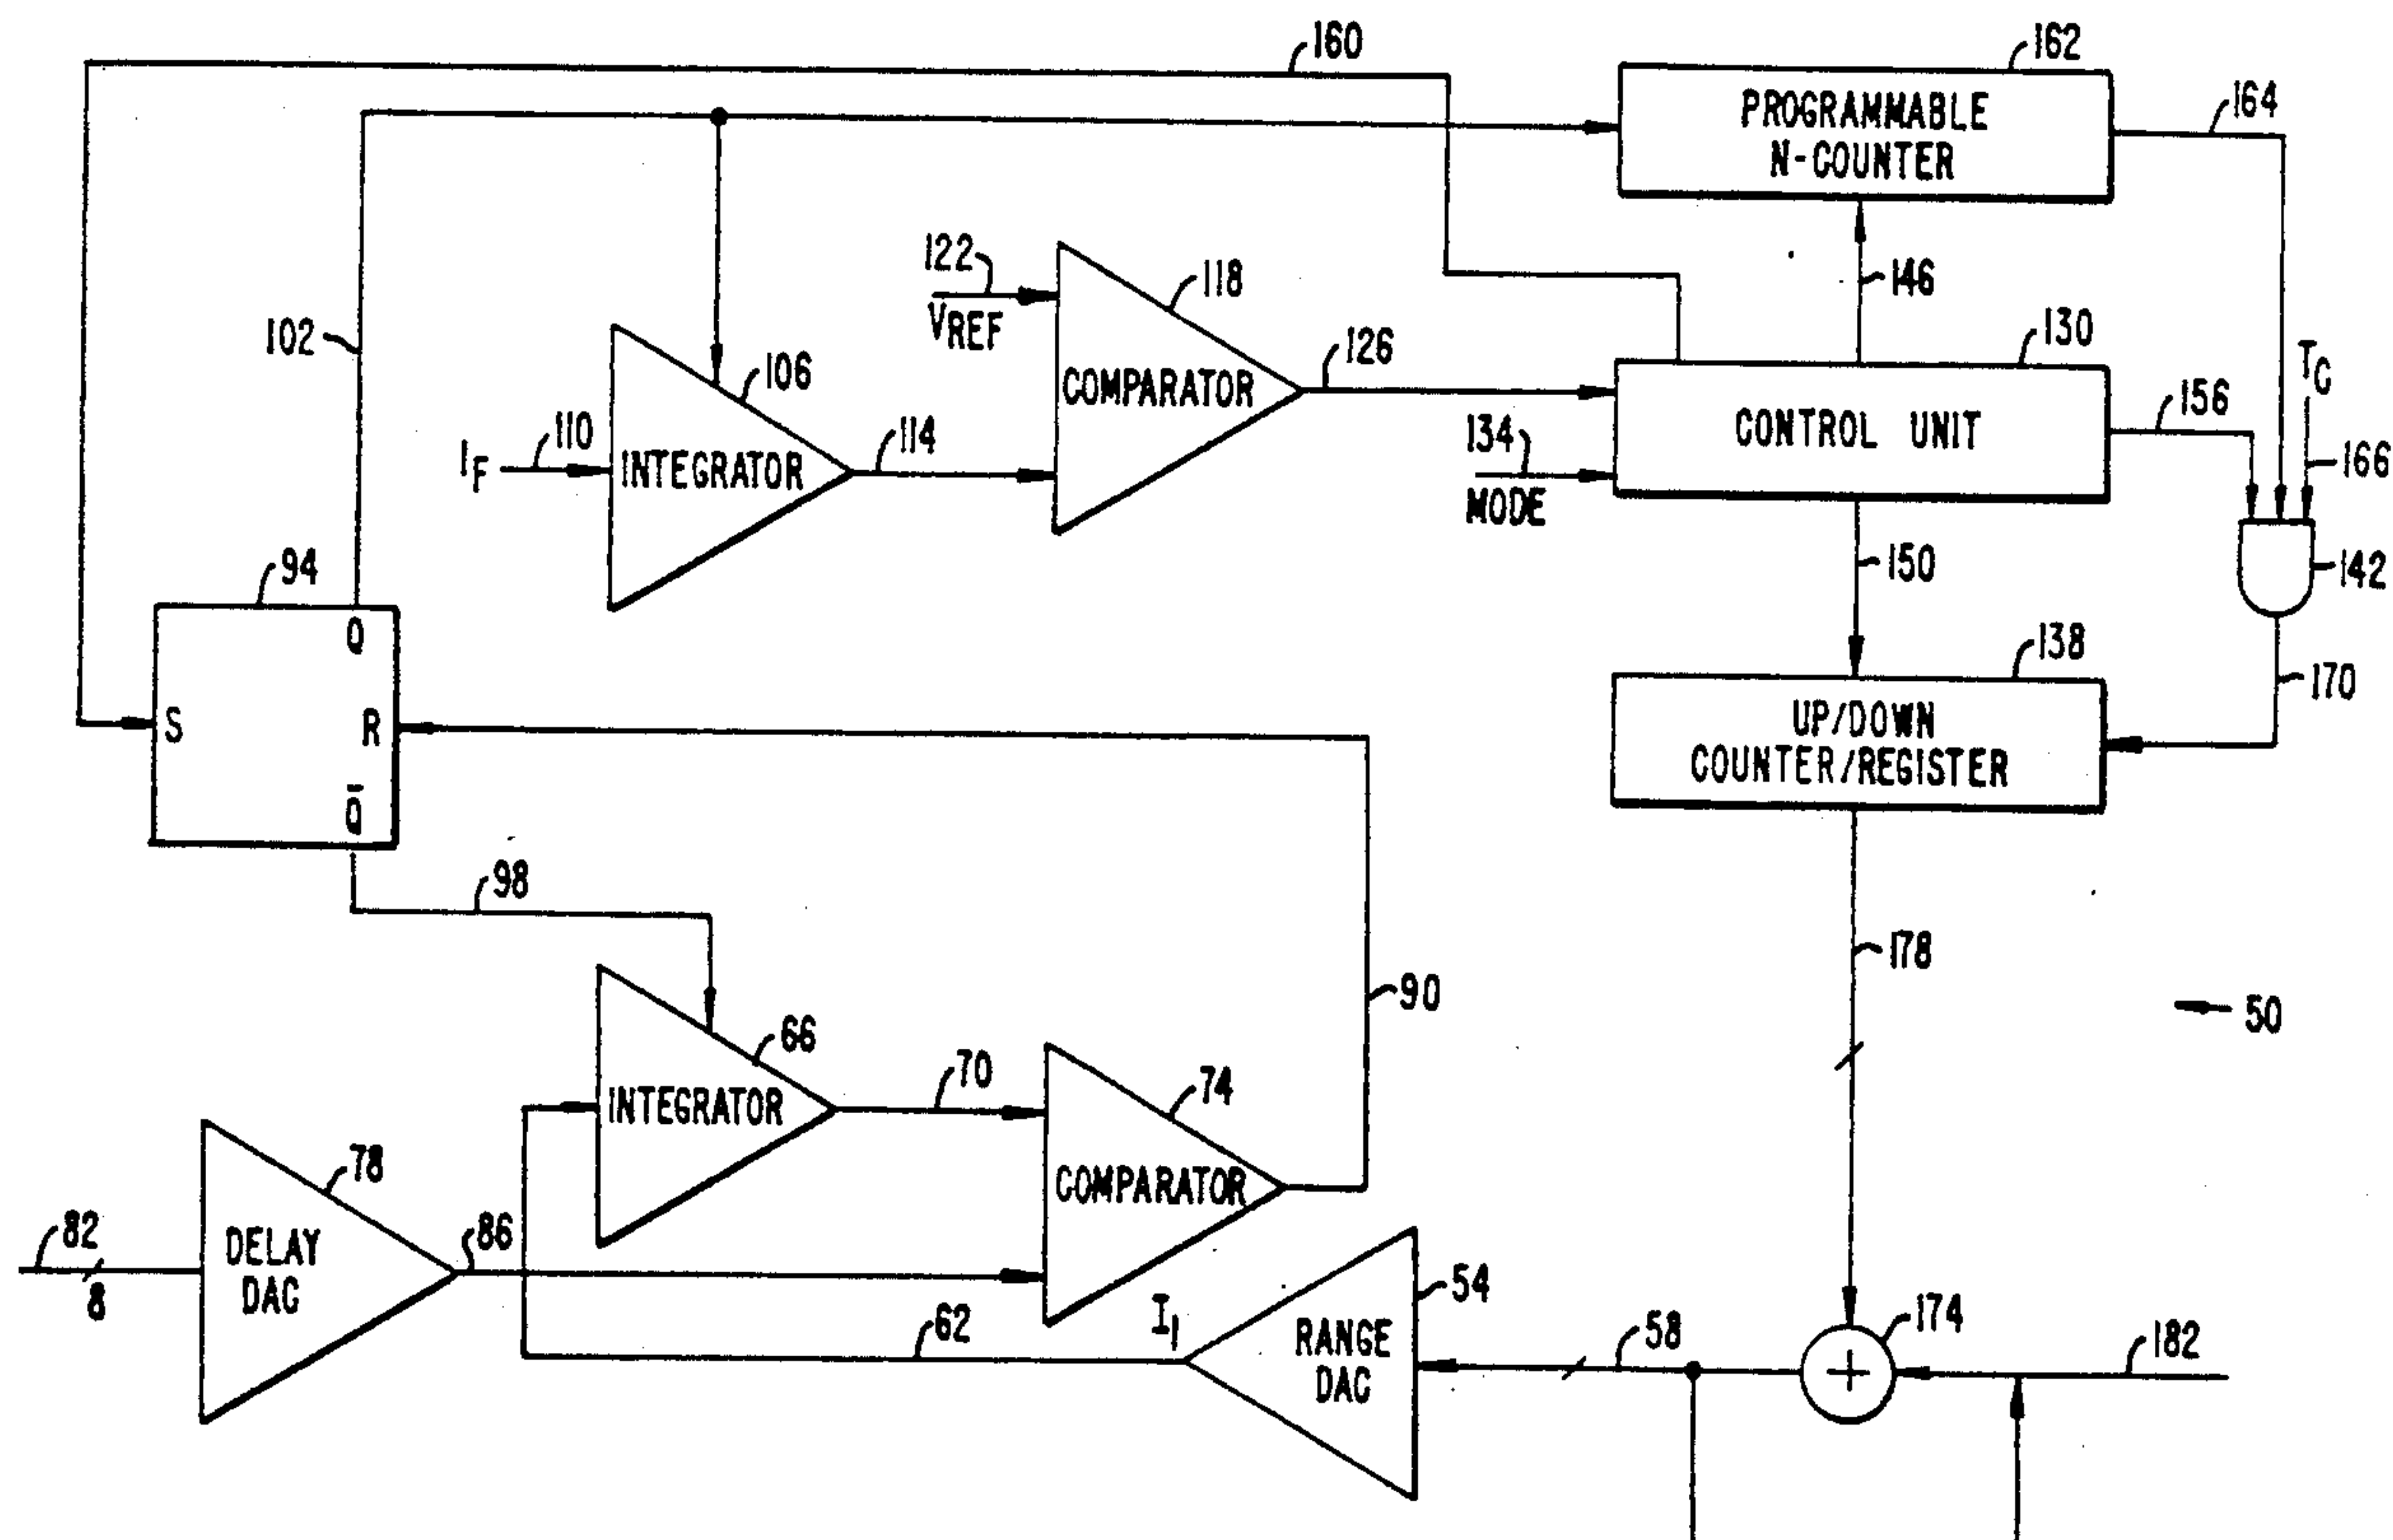 160
162
PROGRAMMABLE
N-COUNTER
164
102
122
VREF
118
COMPARATOR
126
146
130
CONTROL UNIT
156
TC
166
142
106
IF
110
INTEGRATOR
114
134
MODE
150
94
Q
S
R
Q̄
138
UP/DOWN
COUNTER/REGISTER
170
98
178
90
50
66
INTEGRATOR
70
74
COMPARATOR
78
82
8
DELAY
DAC
86
62
I1
RANGE
DAC
54
58
174
+
182